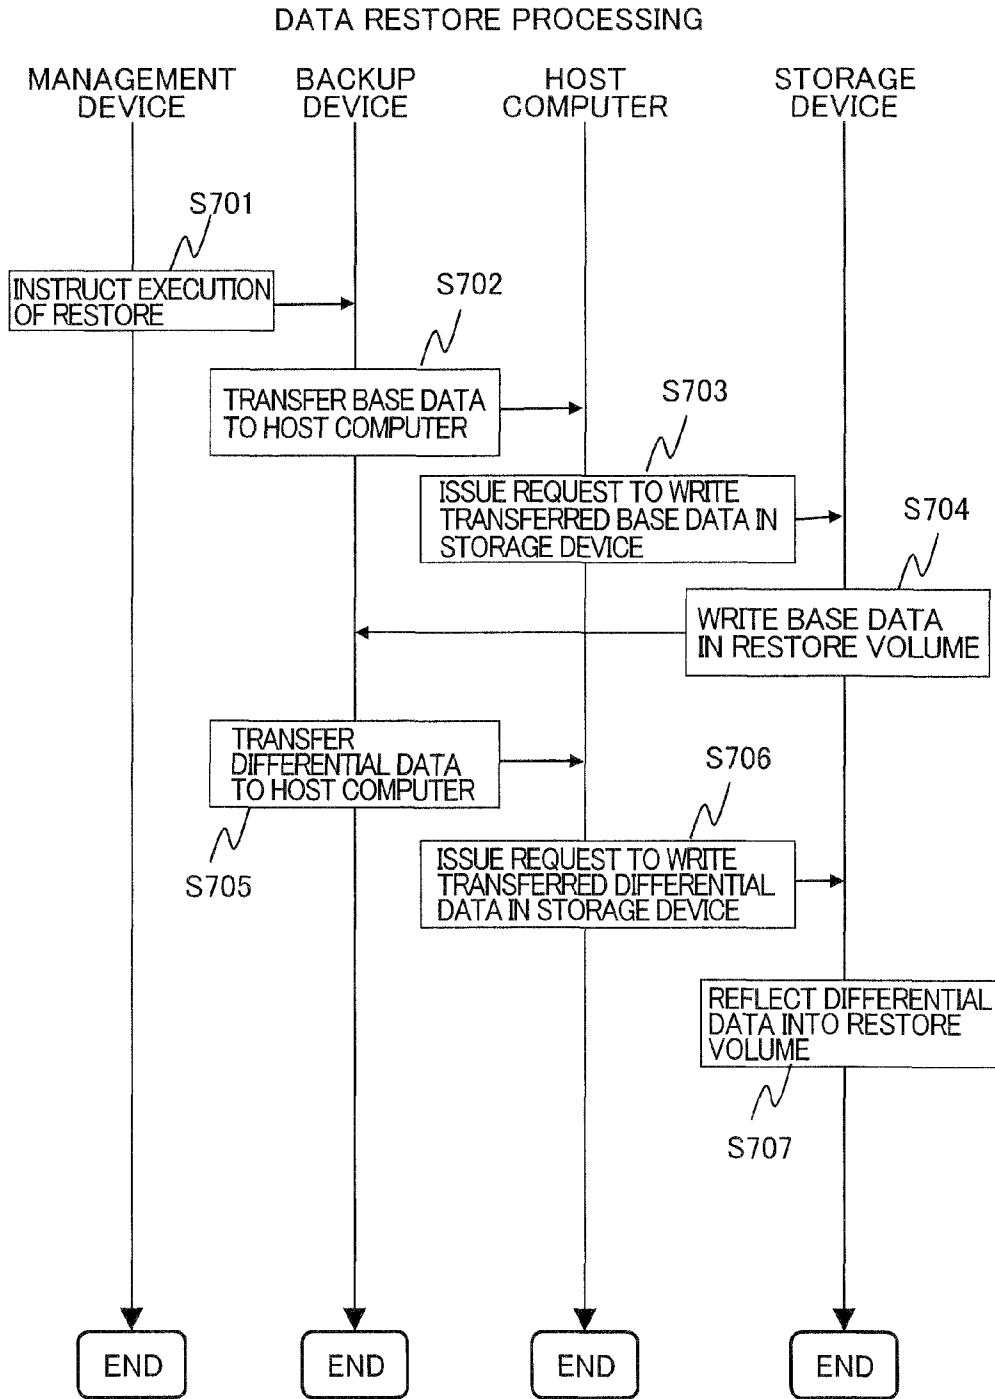 DATA RESTORE PROCESSING
MANAGEMENT
DEVICE
BACKUP
DEVICE
HOST
COMPUTER
STORAGE
DEVICE
S701
INSTRUCT EXECUTION
OF RESTORE
S702
TRANSFER BASE DATA
TO HOST COMPUTER
S703
ISSUE REQUEST TO WRITE
TRANSFERRED BASE DATA IN
STORAGE DEVICE
S704
WRITE BASE DATA
IN RESTORE VOLUME
TRANSFER
DIFFERENTIAL DATA
TO HOST COMPUTER
S705
S706
ISSUE REQUEST TO WRITE
TRANSFERRED DIFFERENTIAL
DATA IN STORAGE DEVICE
REFLECT DIFFERENTIAL
DATA INTO RESTORE
VOLUME
S707
END
END
END
END